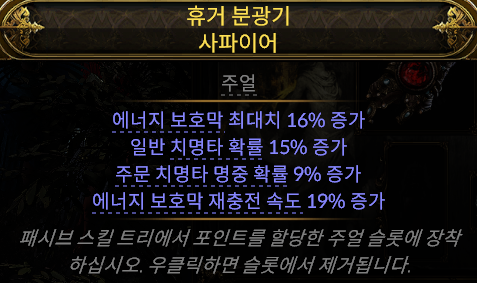 휴거 분광기
사파이어
주얼
에너지 보호막 최대치 16% 증가
일반 치명타 확률 15% 증가
주문 치명타 명중 확률 9% 증가
에너지 보호막 재충전 속도 19% 증가
패시브 스킬 트리에서 포인트를 할당한 주얼 슬롯에 장착
하십시오. 우클릭하면 슬롯에서 제거됩니다.